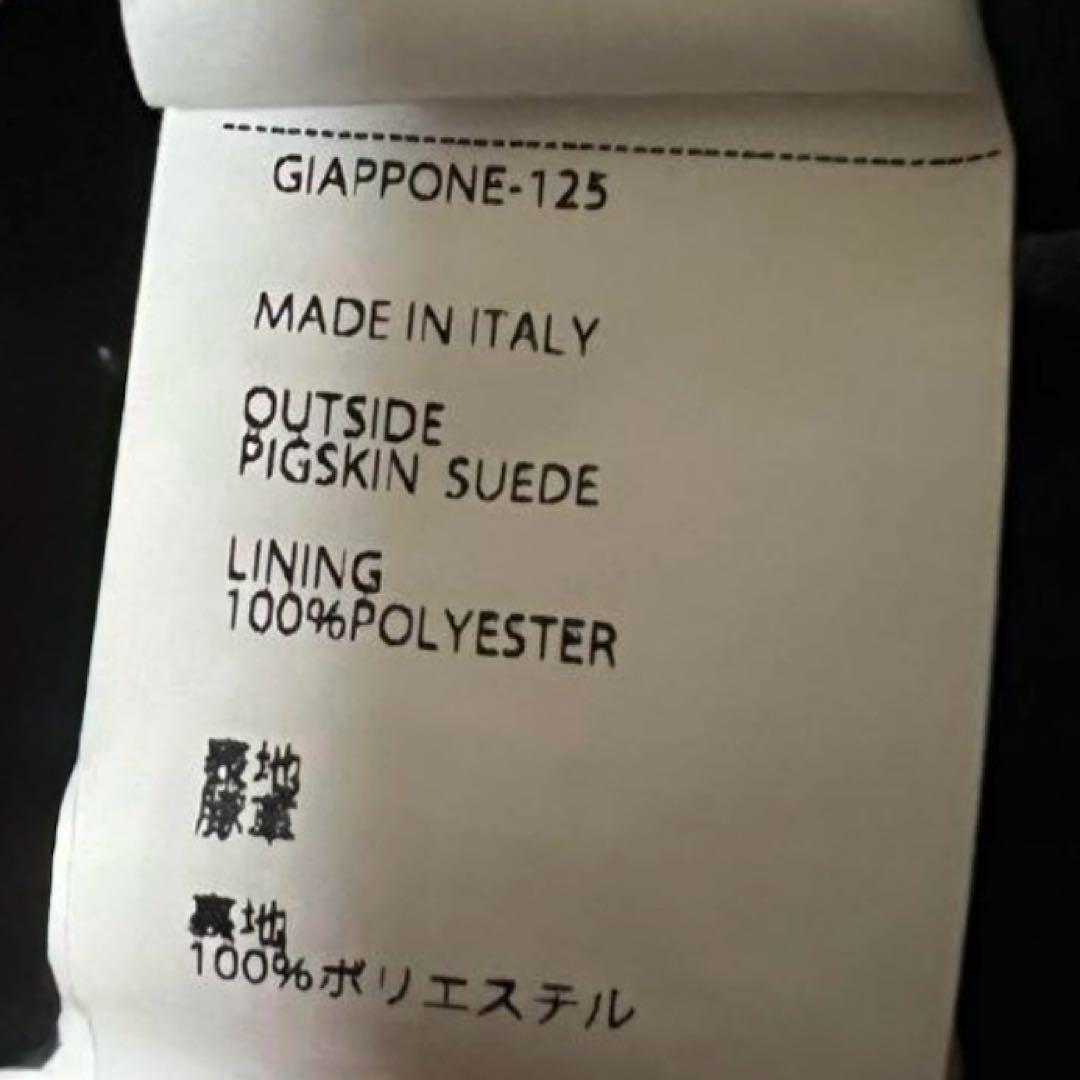 GIAPPONE-125
MADE IN ITALY
OUTSIDE
PIGSKIN SUEDE
LINING
100%POLYESTER
表地
豚革
裏地
100%ポリエステル